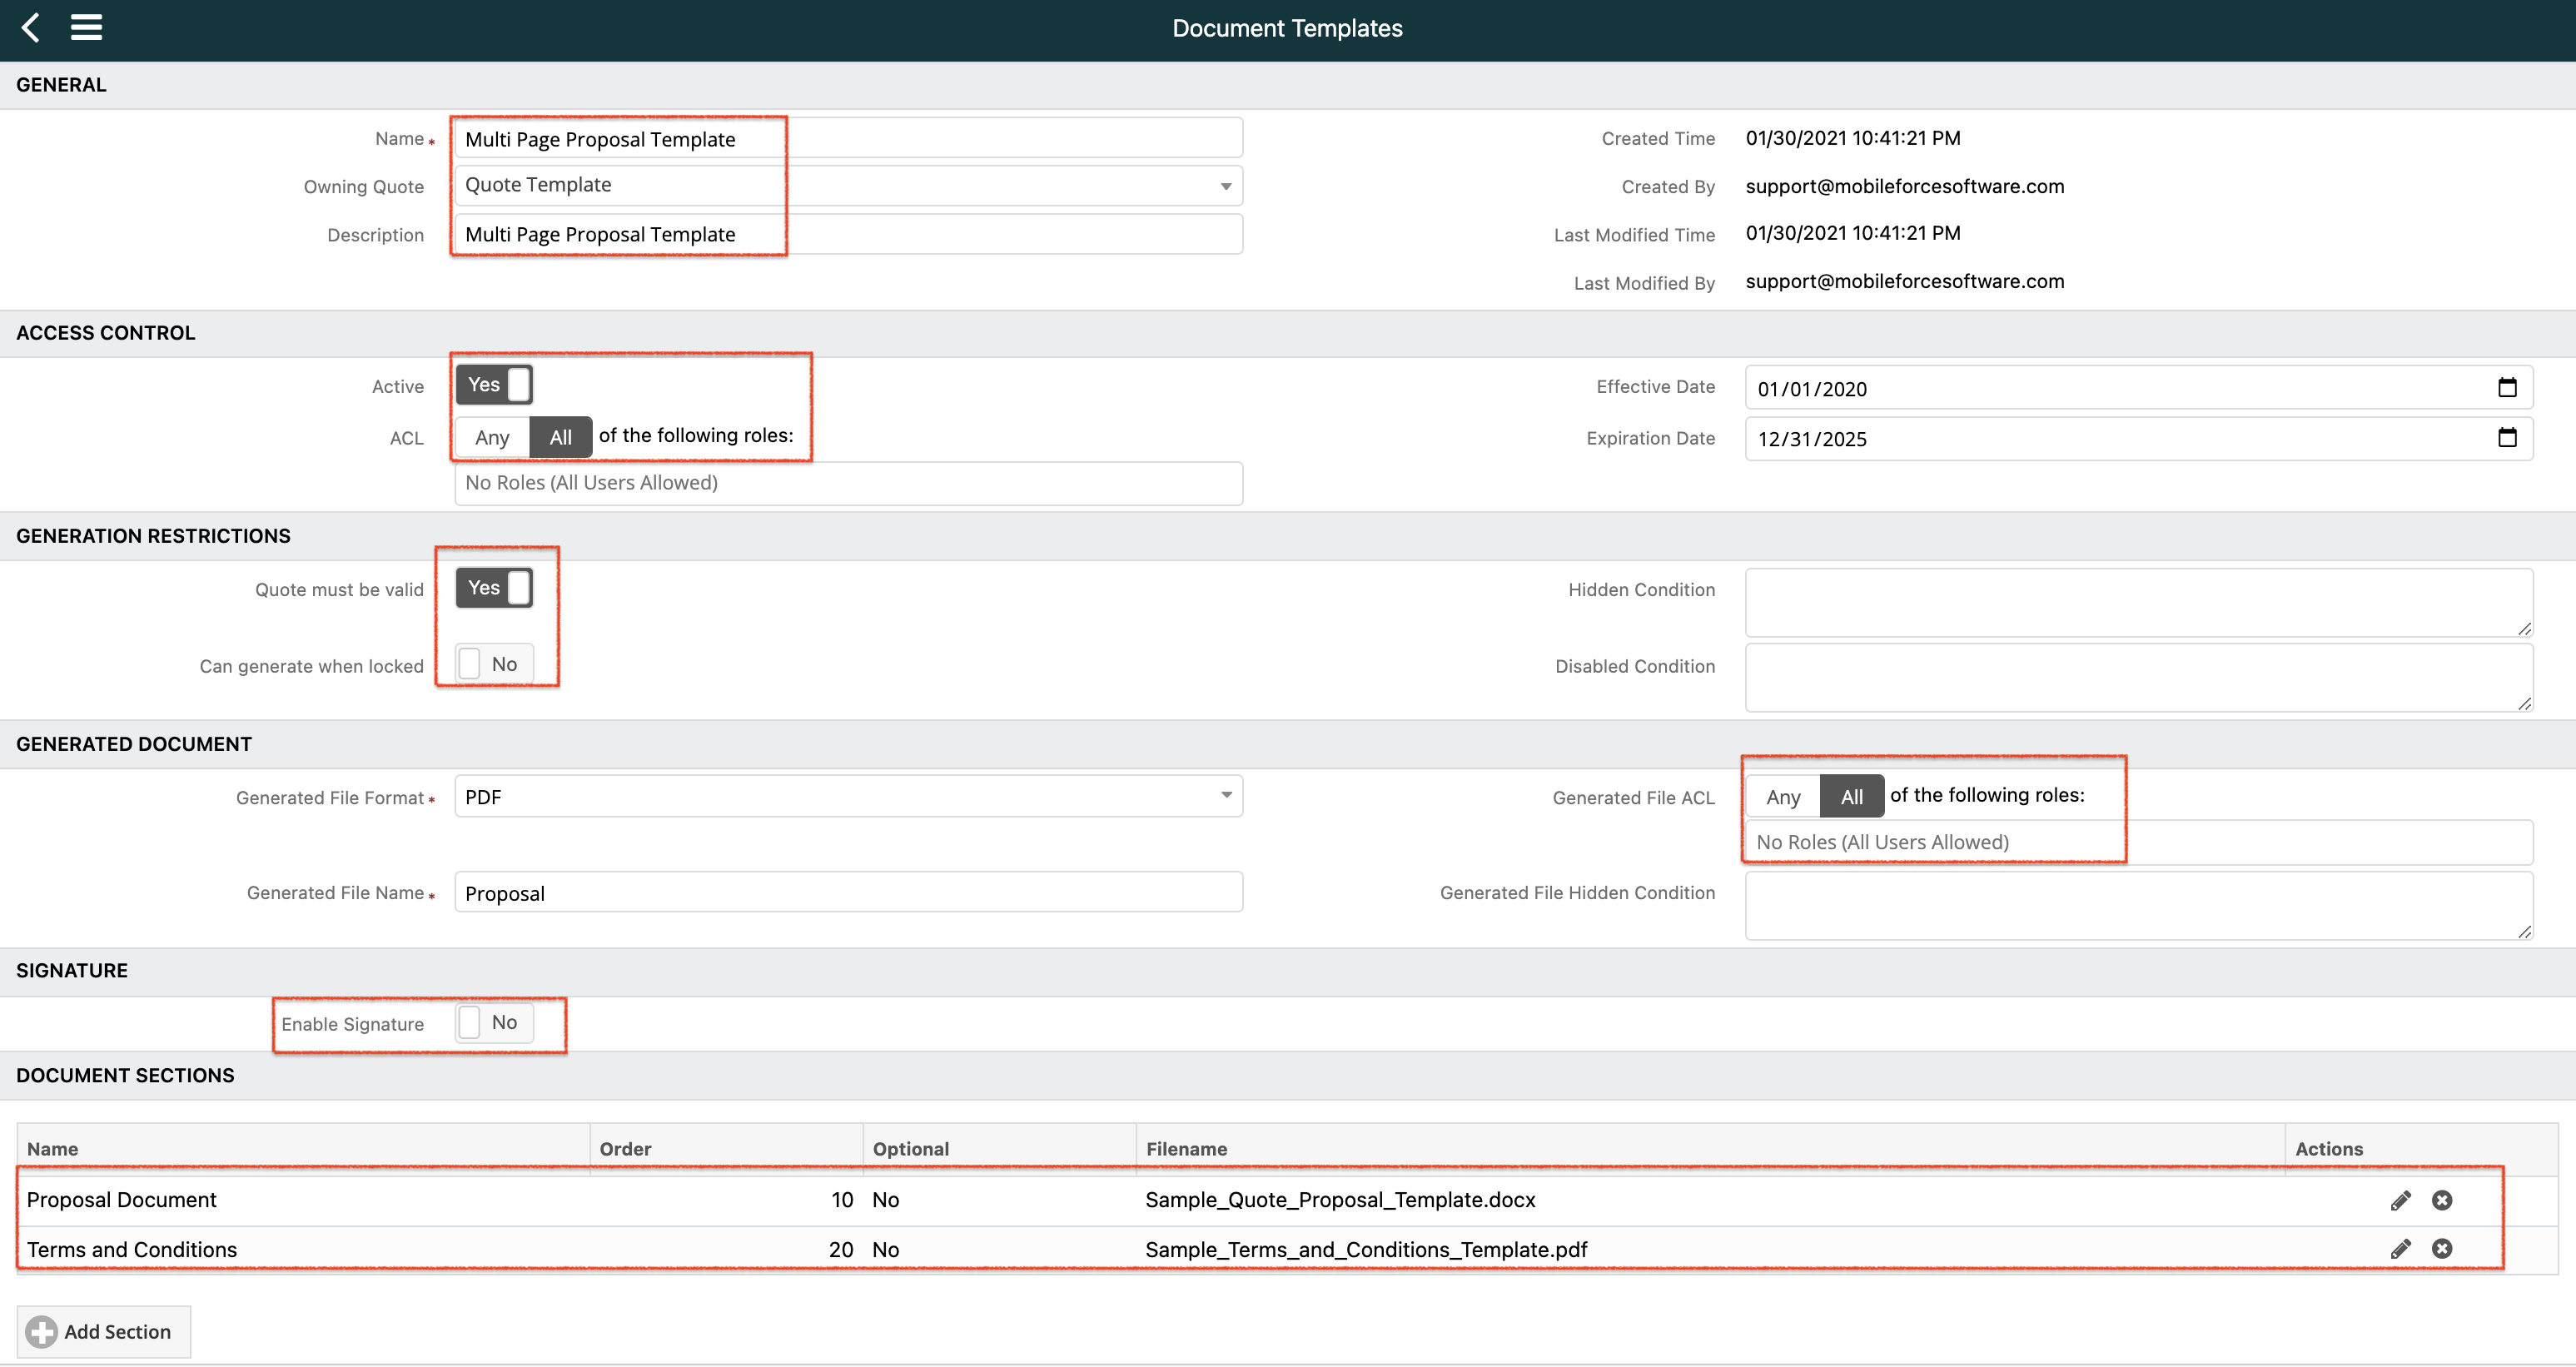 Document Templates
GENERAL
Name * Multi Page Proposal Template
Created Time 01/30/2021 10:41:21 PM
Owning Quote Quote Template
Created By support@mobileforcesoftware.com
Description Multi Page Proposal Template
Last Modified Time 01/30/2021 10:41:21 PM
Last Modified By support@mobileforcesoftware.com
ACCESS CONTROL
Active Yes
Effective Date 01/01/2020
ACL Any All of the following roles:
Expiration Date 12/31/2025
No Roles (All Users Allowed)
GENERATION RESTRICTIONS
Quote must be valid Yes
Hidden Condition
Can generate when locked No
Disabled Condition
GENERATED DOCUMENT
Generated File Format * PDF
Generated File ACL Any All of the following roles:
No Roles (All Users Allowed)
Generated File Name * Proposal
Generated File Hidden Condition
SIGNATURE
Enable Signature No
DOCUMENT SECTIONS
Name Order Optional Filename Actions
Proposal Document 10 No Sample_Quote_Proposal_Template.docx
Terms and Conditions 20 No Sample_Terms_and_Conditions_Template.pdf
Add Section